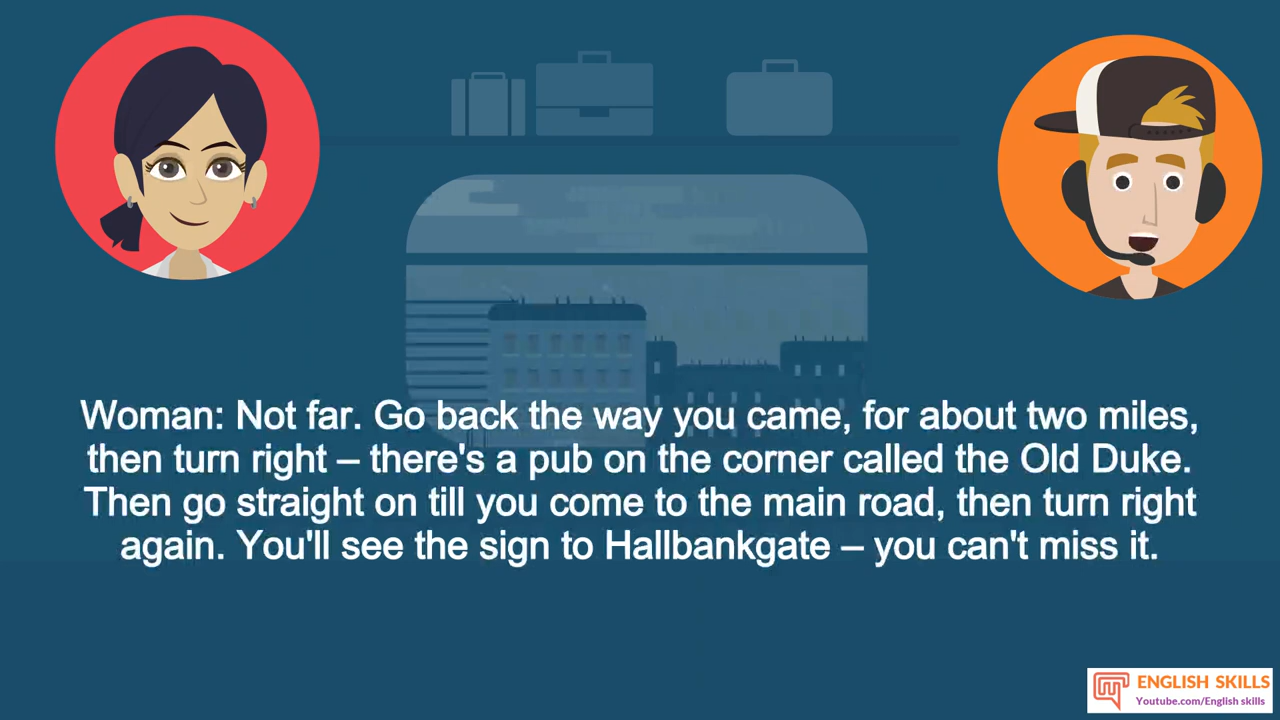 Woman: Not far. Go back the way you came, for about two miles,
then turn right – there's a pub on the corner called the Old Duke.
Then go straight on till you come to the main road, then turn right
again. You'll see the sign to Hallbankgate – you can't miss it.
ENGLISH SKILLS
Youtube.com/English skills